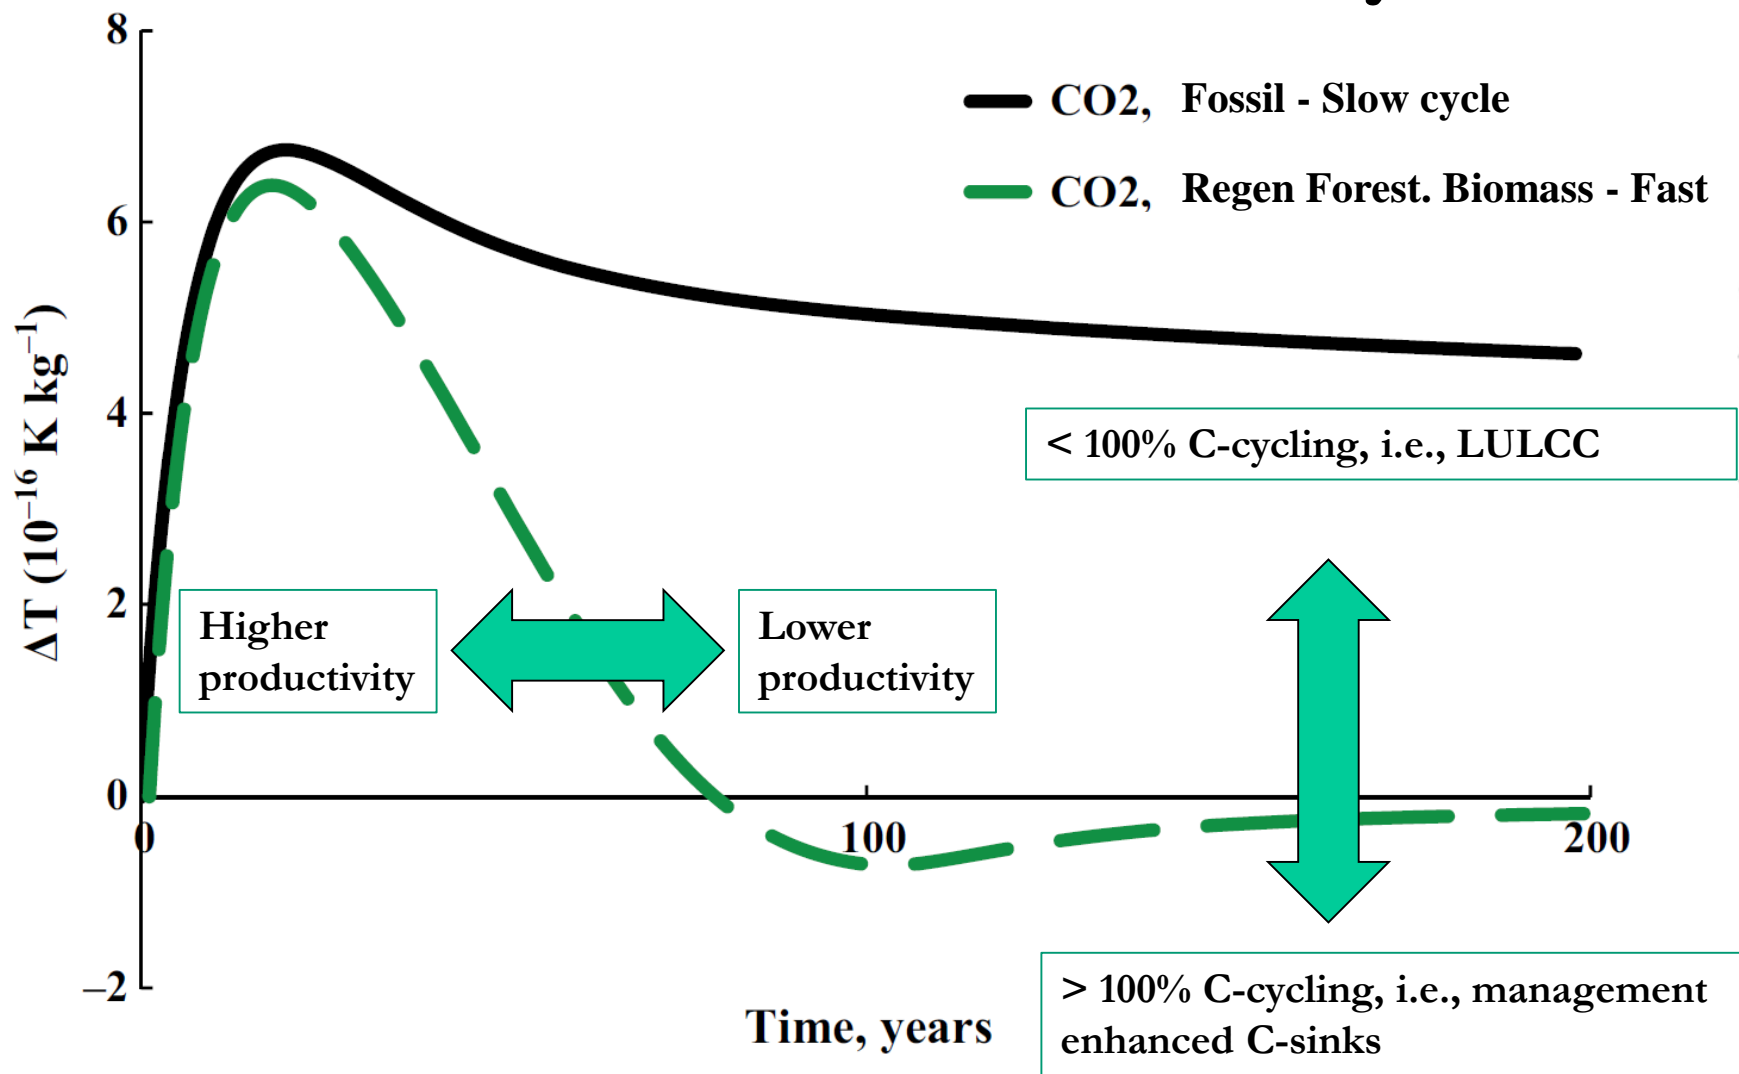 8
CO2, Fossil - Slow cycle
CO2, Regen Forest. Biomass - Fast
6
4
2
0
−2
ΔT (10⁻¹⁶ K kg⁻¹)
< 100% C-cycling, i.e., LULCC
Higher
productivity
Lower
productivity
0
100
200
> 100% C-cycling, i.e., management
enhanced C-sinks
Time, years